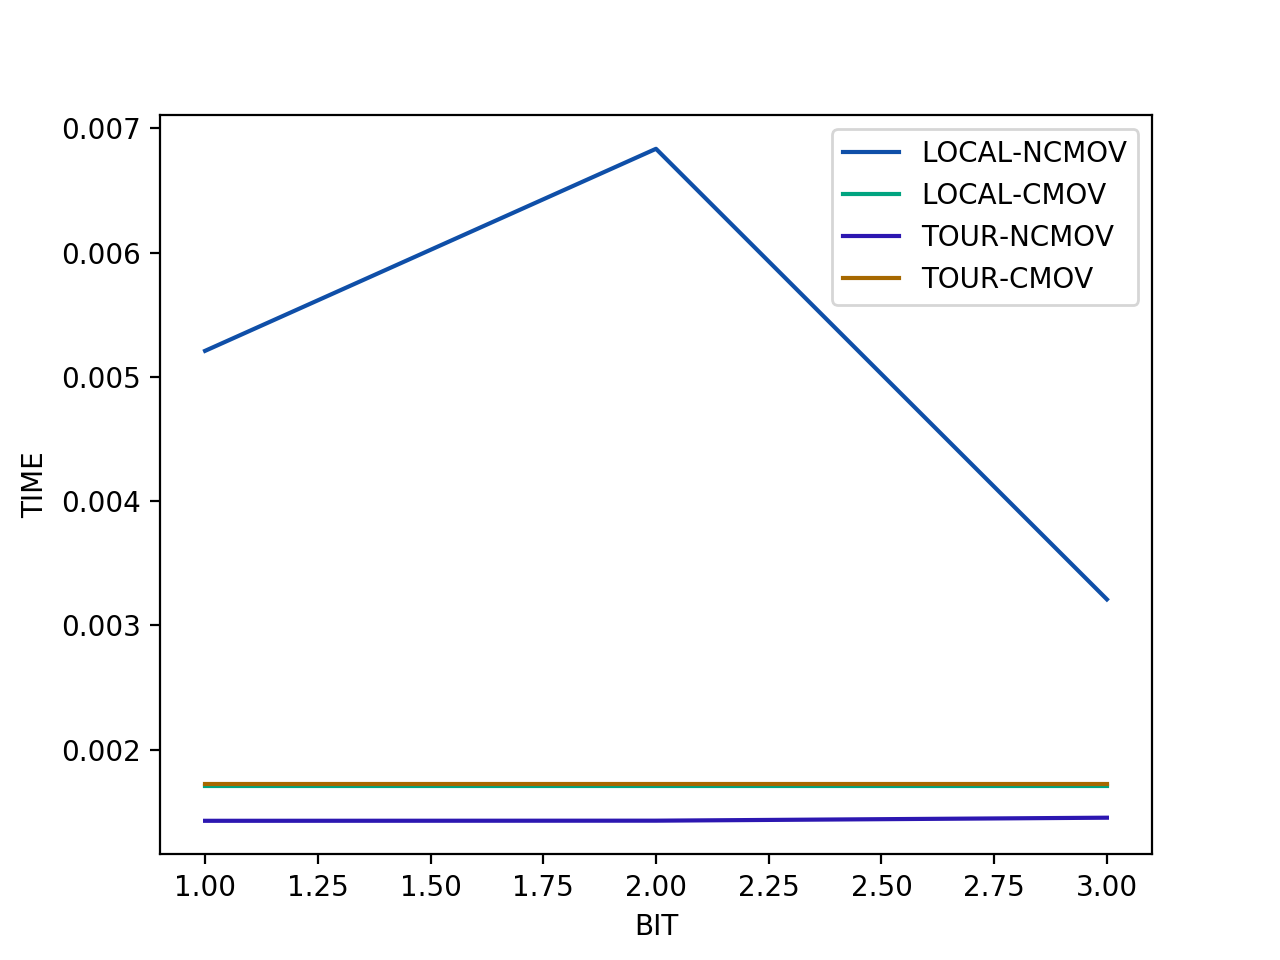 0.007
0.006
0.005
0.004
0.003
0.002
TIME
LOCAL-NCMOV
LOCAL-CMOV
TOUR-NCMOV
TOUR-CMOV
1.00 1.25 1.50 1.75 2.00 2.25 2.50 2.75 3.00
BIT